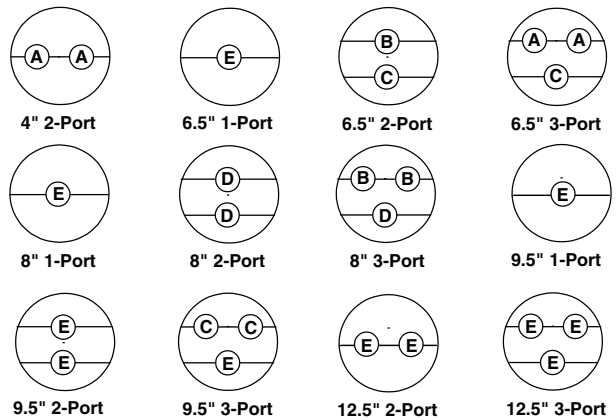 A A
E
B
C
A A
C
4" 2-Port 6.5" 1-Port 6.5" 2-Port 6.5" 3-Port
E
D
D
B B
D
E
8" 1-Port 8" 2-Port 8" 3-Port 9.5" 1-Port
E
E
C C
E
E E
E E
E
9.5" 2-Port 9.5" 3-Port 12.5" 2-Port 12.5" 3-Port